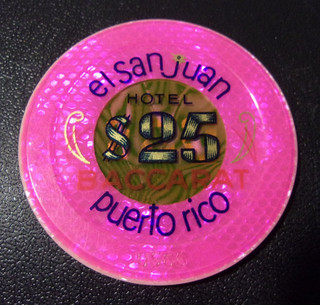 el san juan
HOTEL
$25
BACCARAT
puerto rico